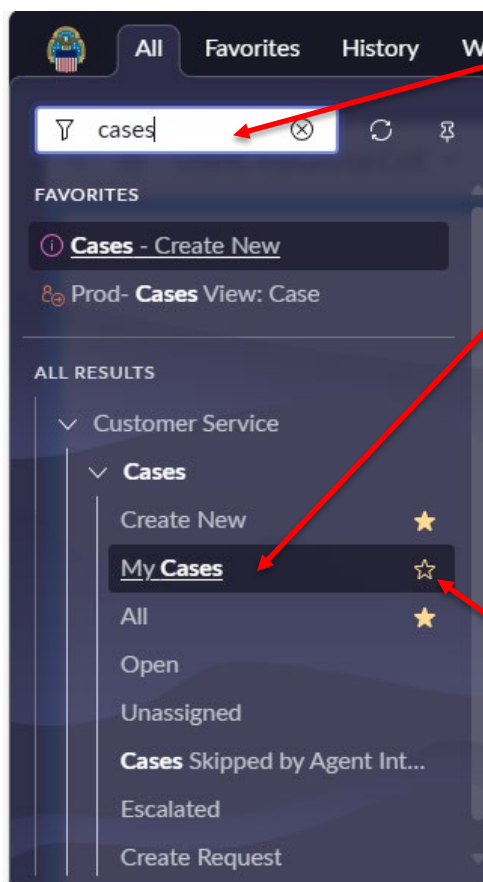 All Favorites History W
cases
FAVORITES
Cases - Create New
Prod- Cases View: Case
ALL RESULTS
Customer Service
Cases
Create New
My Cases
All
Open
Unassigned
Cases Skipped by Agent Int...
Escalated
Create Request